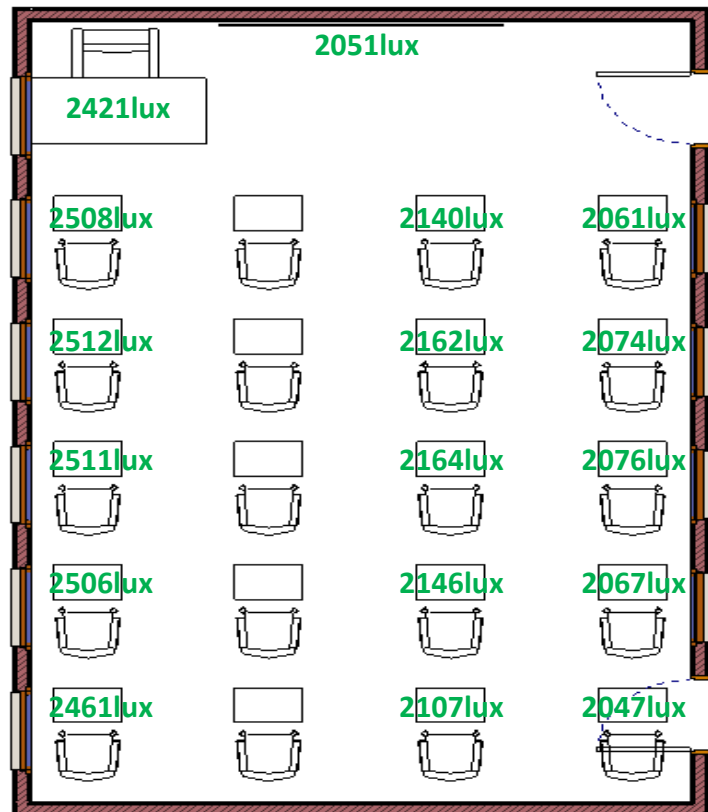 2051lux
2421lux
2508lux 2140lux 2061lux
2512lux 2162lux 2074lux
2511lux 2164lux 2076lux
2506lux 2146lux 2067lux
2461lux 2107lux 2047lux